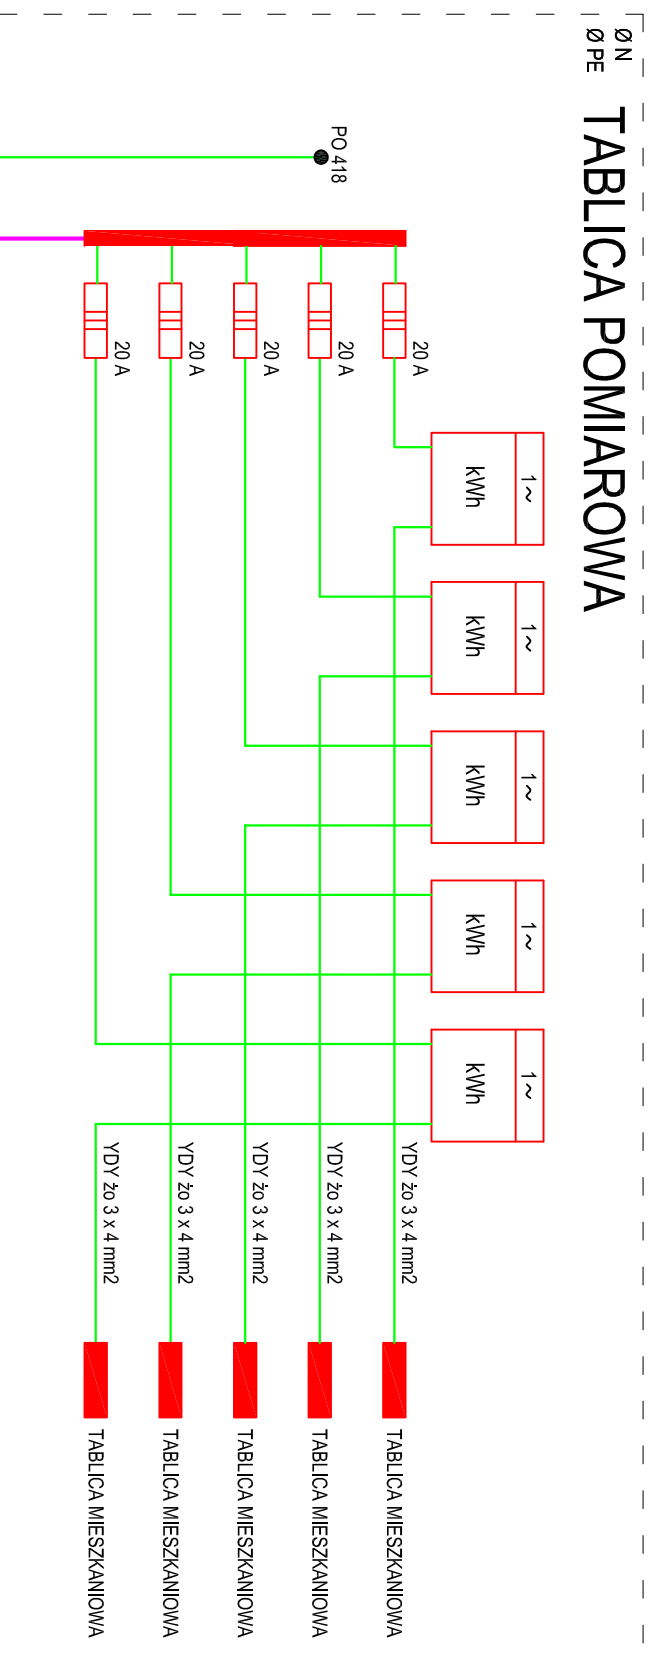 Ø N
Ø PE
TABLICA POMIAROWA
1~
kWh
1~
kWh
1~
kWh
1~
kWh
1~
kWh
PO 418
20 A
20 A
20 A
20 A
20 A
YDY żo 3 x 4 mm2
YDY żo 3 x 4 mm2
YDY żo 3 x 4 mm2
YDY żo 3 x 4 mm2
YDY żo 3 x 4 mm2
TABLICA MIESZKANIOWA
TABLICA MIESZKANIOWA
TABLICA MIESZKANIOWA
TABLICA MIESZKANIOWA
TABLICA MIESZKANIOWA